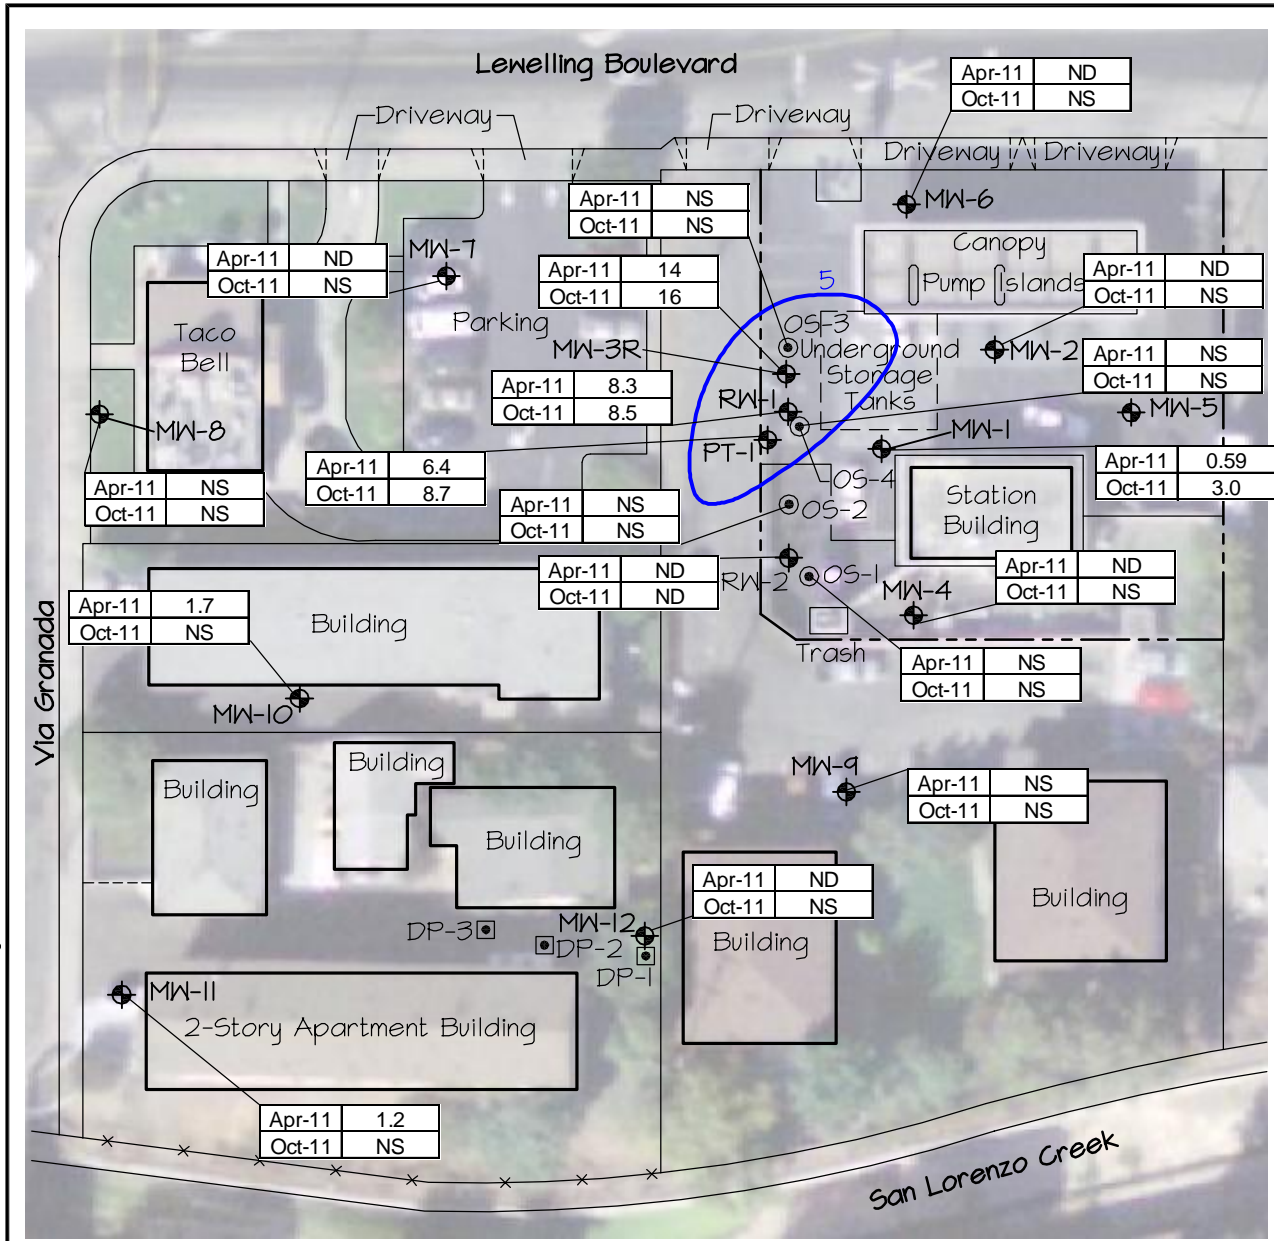 Lewelling Boulevard
Apr-11 ND
Oct-11 NS
Driveway
Driveway
Driveway
Driveway
Apr-11 NS
Oct-11 NS
MW-6
MW-7
Apr-11 ND
Oct-11 NS
Canopy
Pump Islands
Apr-11 14
Oct-11 16
Apr-11 ND
Oct-11 NS
5
Parking
Taco
Bell
OS-3
MW-3R
Underground
Storage
Tanks
MW-2
Apr-11 NS
Oct-11 NS
Apr-11 8.3
Oct-11 8.5
RW-1
MW-5
MW-8
PT-1
MW-1
Apr-11 6.4
Oct-11 8.7
Apr-11 0.59
Oct-11 3.0
Apr-11 NS
Oct-11 NS
OS-4
Apr-11 NS
Oct-11 NS
OS-2
Station
Building
Apr-11 ND
Oct-11 ND
RW-2
OS-1
Apr-11 ND
Oct-11 NS
MW-4
Apr-11 1.7
Oct-11 NS
Building
Trash
Apr-11 NS
Oct-11 NS
MW-10
Via Granada
Building
Building
MW-9
Apr-11 NS
Oct-11 NS
Building
Building
Apr-11 ND
Oct-11 NS
MW-12
DP-3
DP-2
DP-1
Building
MW-11
2-Story Apartment Building
Apr-11 1.2
Oct-11 NS
San Lorenzo Creek